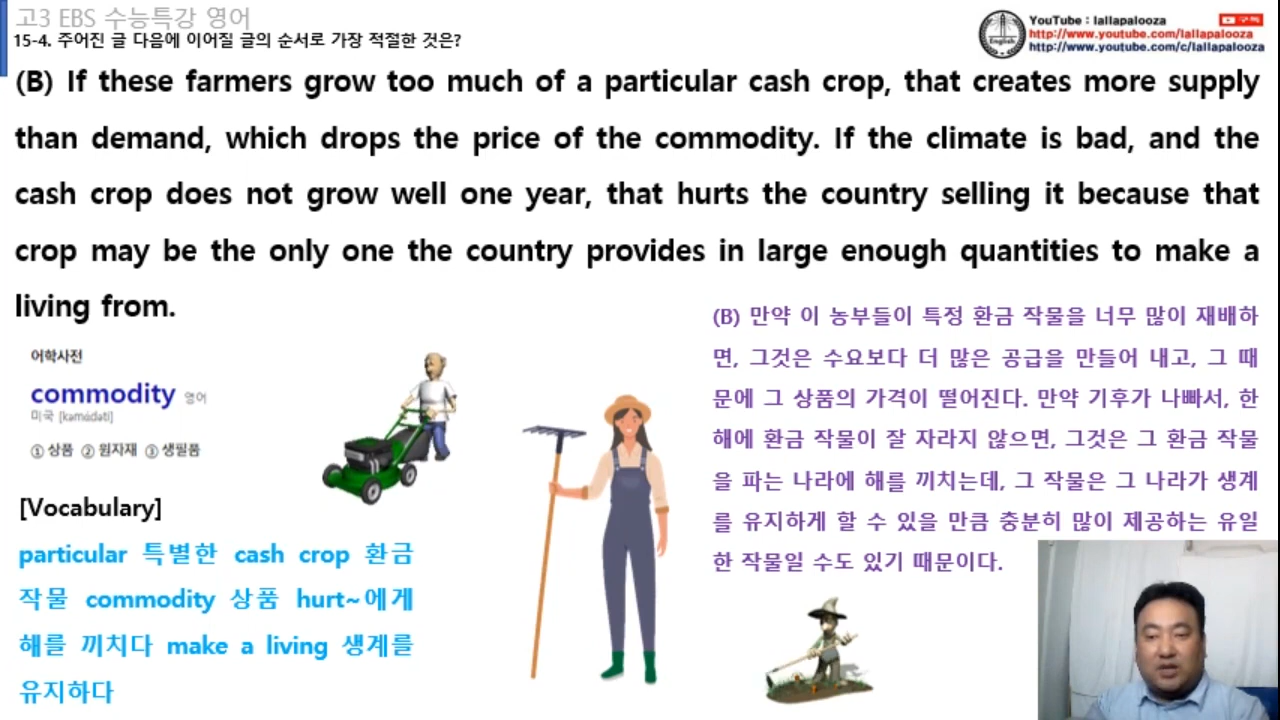 고3 EBS 수능특강 영어
15-4. 주어진 글 다음에 이어질 글의 순서로 가장 적절한 것은?
English
YouTube : lallapalooza
구독
http://www.youtube.com/lallapalooza
http://www.youtube.com/c/lallapalooza
(B) If these farmers grow too much of a particular cash crop, that creates more supply
than demand, which drops the price of the commodity. If the climate is bad, and the
cash crop does not grow well one year, that hurts the country selling it because that
crop may be the only one the country provides in large enough quantities to make a
living from.
어학사전
commodity 영어
미국 [kəmɑ́dəti]
① 상품 ② 원자재 ③ 생필품
[Vocabulary]
particular 특별한 cash crop 환금
작물 commodity 상품 hurt~에게
해를 끼치다 make a living 생계를
유지하다
(B) 만약 이 농부들이 특정 환금 작물을 너무 많이 재배하
면, 그것은 수요보다 더 많은 공급을 만들어 내고, 그 때
문에 그 상품의 가격이 떨어진다. 만약 기후가 나빠서, 한
해에 환금 작물이 잘 자라지 않으면, 그것은 그 환금 작물
을 파는 나라에 해를 끼치는데, 그 작물은 그 나라가 생계
를 유지하게 할 수 있을 만큼 충분히 많이 제공하는 유일
한 작물일 수도 있기 때문이다.